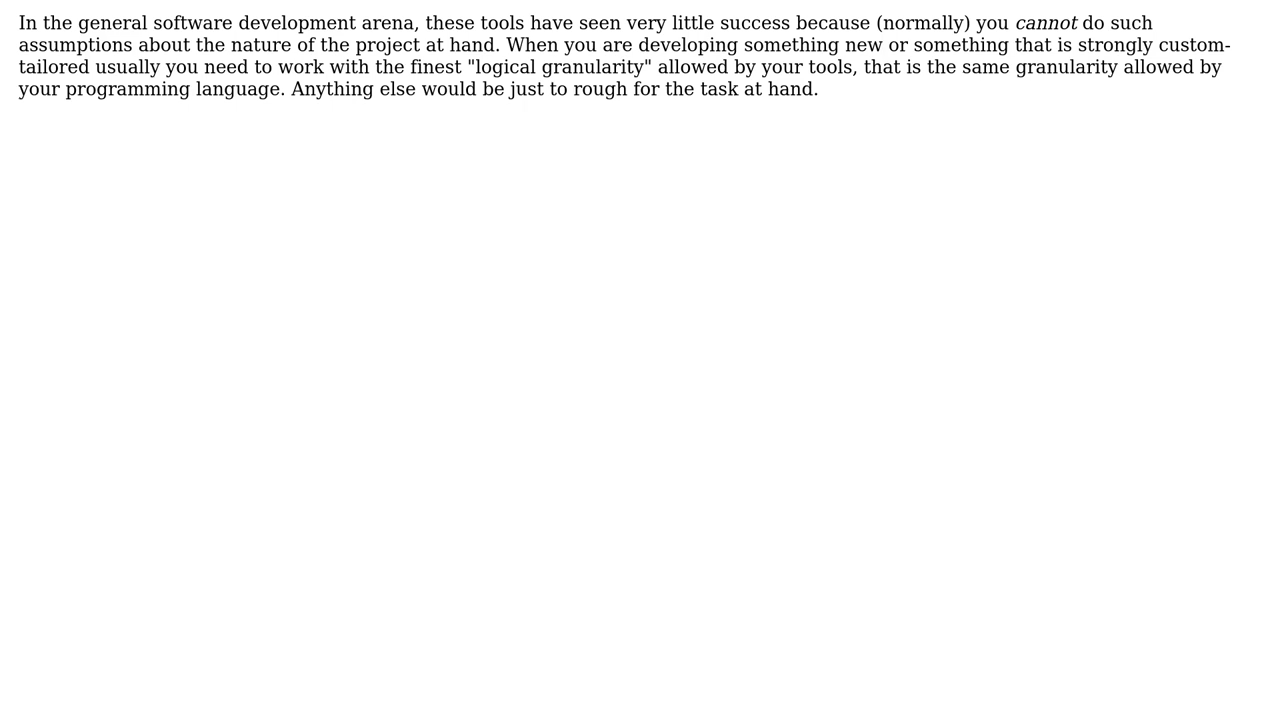 In the general software development arena, these tools have seen very little success because (normally) you cannot do such
assumptions about the nature of the project at hand. When you are developing something new or something that is strongly custom-
tailored usually you need to work with the finest "logical granularity" allowed by your tools, that is the same granularity allowed by
your programming language. Anything else would be just to rough for the task at hand.